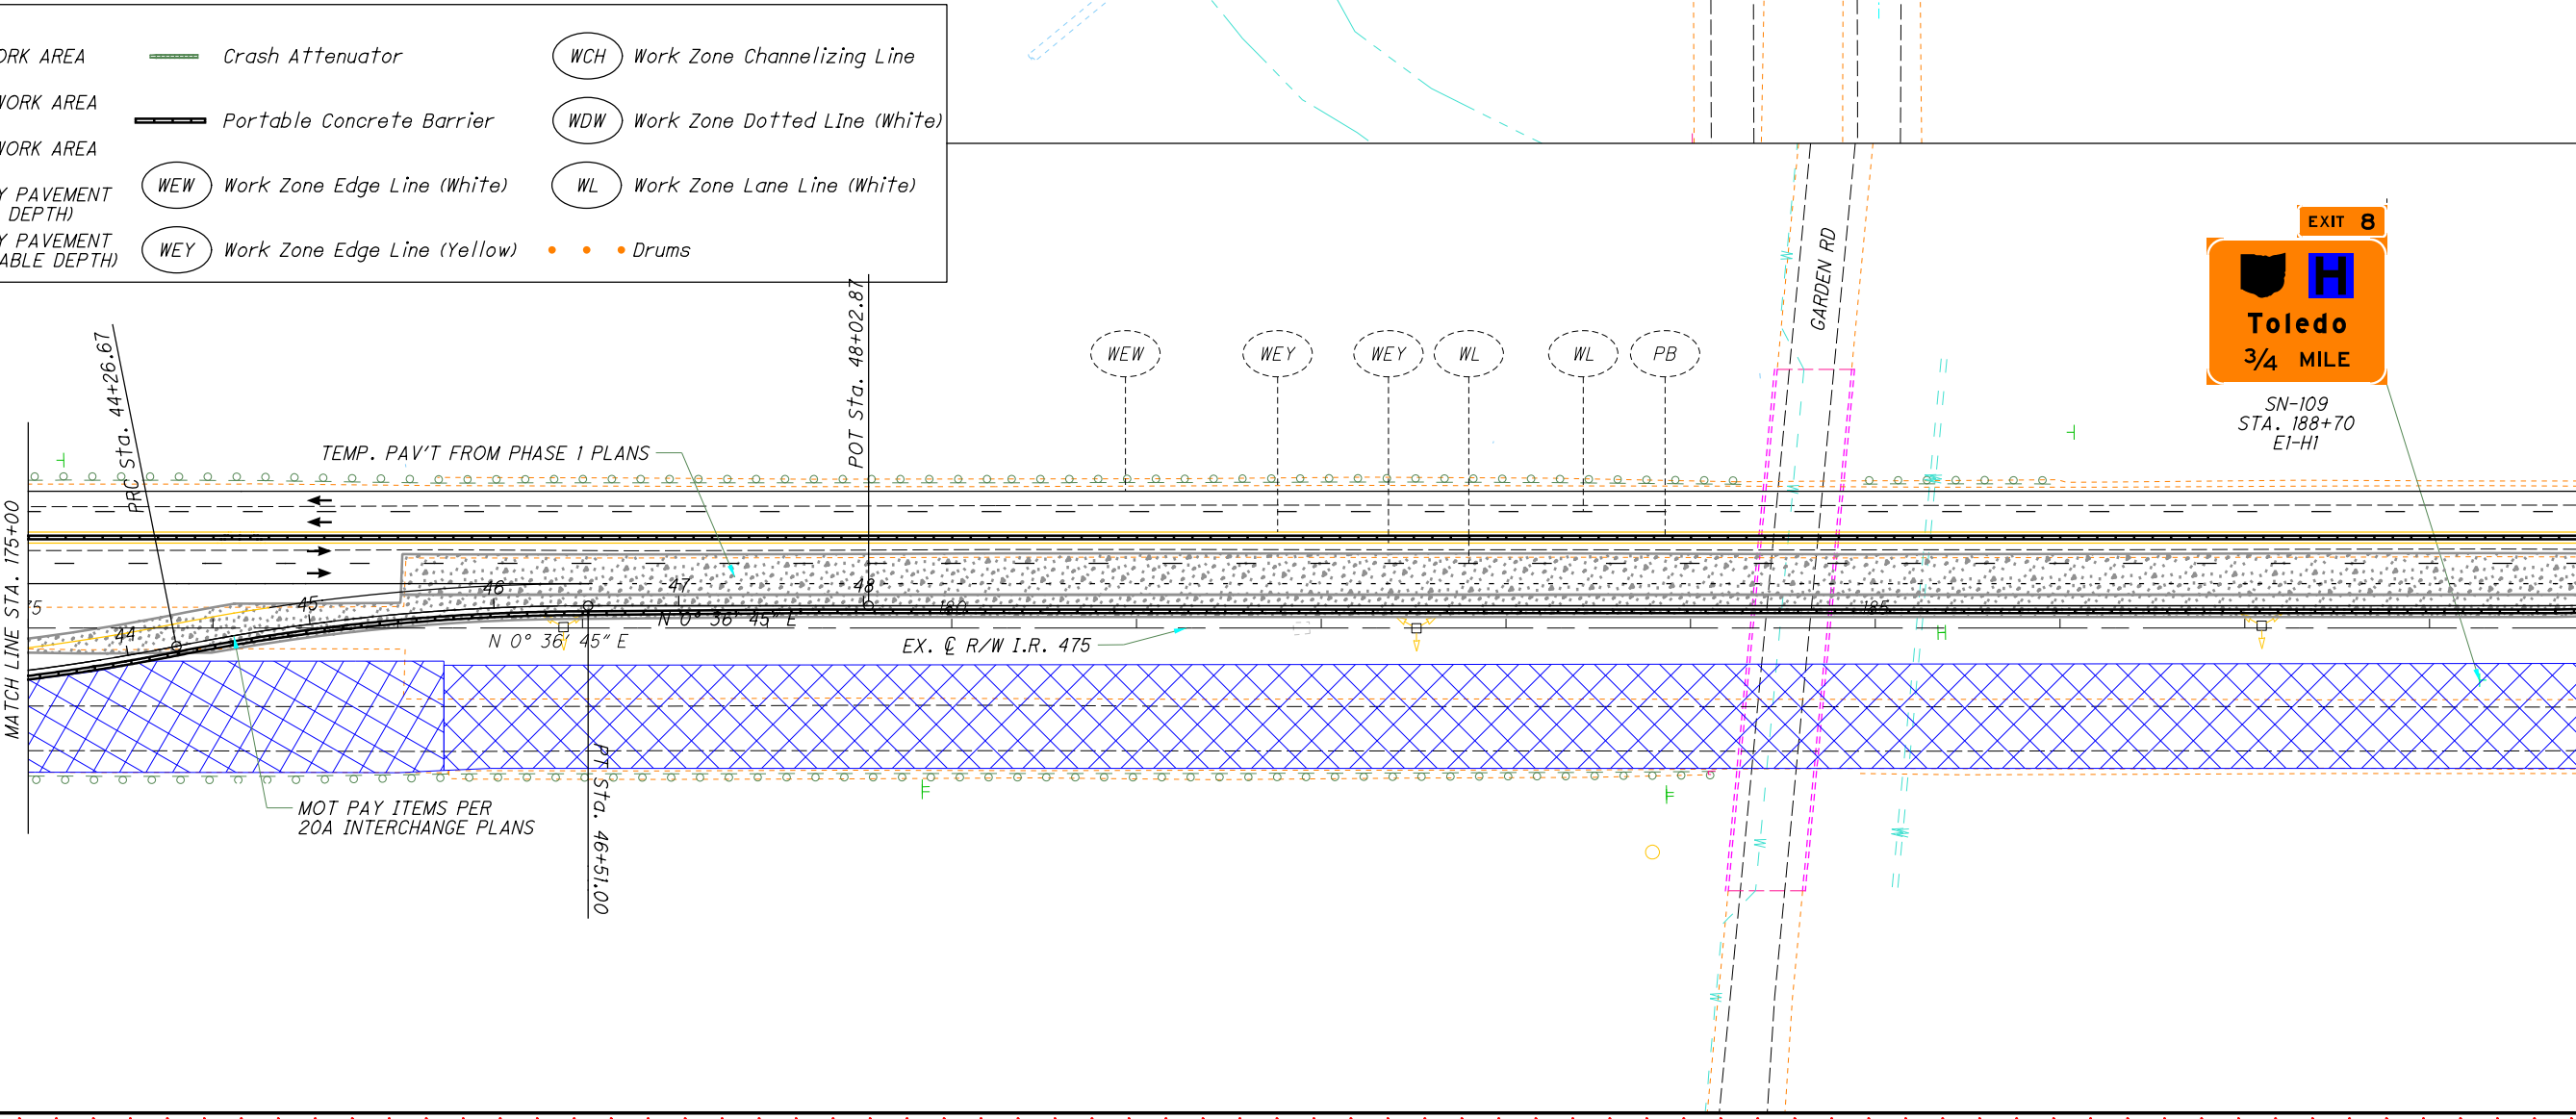 ORK AREA
WORK AREA
WORK AREA
Y PAVEMENT
DEPTH)
Y PAVEMENT
ABLE DEPTH)
Crash Attenuator
Portable Concrete Barrier
WEW Work Zone Edge Line (White)
WEY Work Zone Edge Line (Yellow)
WCH Work Zone Channelizing Line
WDW Work Zone Dotted LIne (White)
WL Work Zone Lane Line (White)
Drums
EXIT 8
H
Toledo
3/4 MILE
SN-109
STA. 188+70
E1-H1
GARDEN RD
PRC Sta. 44+26.67
POT Sta. 48+02.87
WEW
WEY
WEY
WL
WL
PB
TEMP. PAV'T FROM PHASE 1 PLANS
MATCH LINE STA. 175+00
75
44
45
46
47
48
180
185
N 0° 36' 45" E
N 0° 36' 45" E
EX. ℄ R/W I.R. 475
MOT PAY ITEMS PER
20A INTERCHANGE PLANS
PT Sta. 46+51.00
W
W
W
W
W
W
W